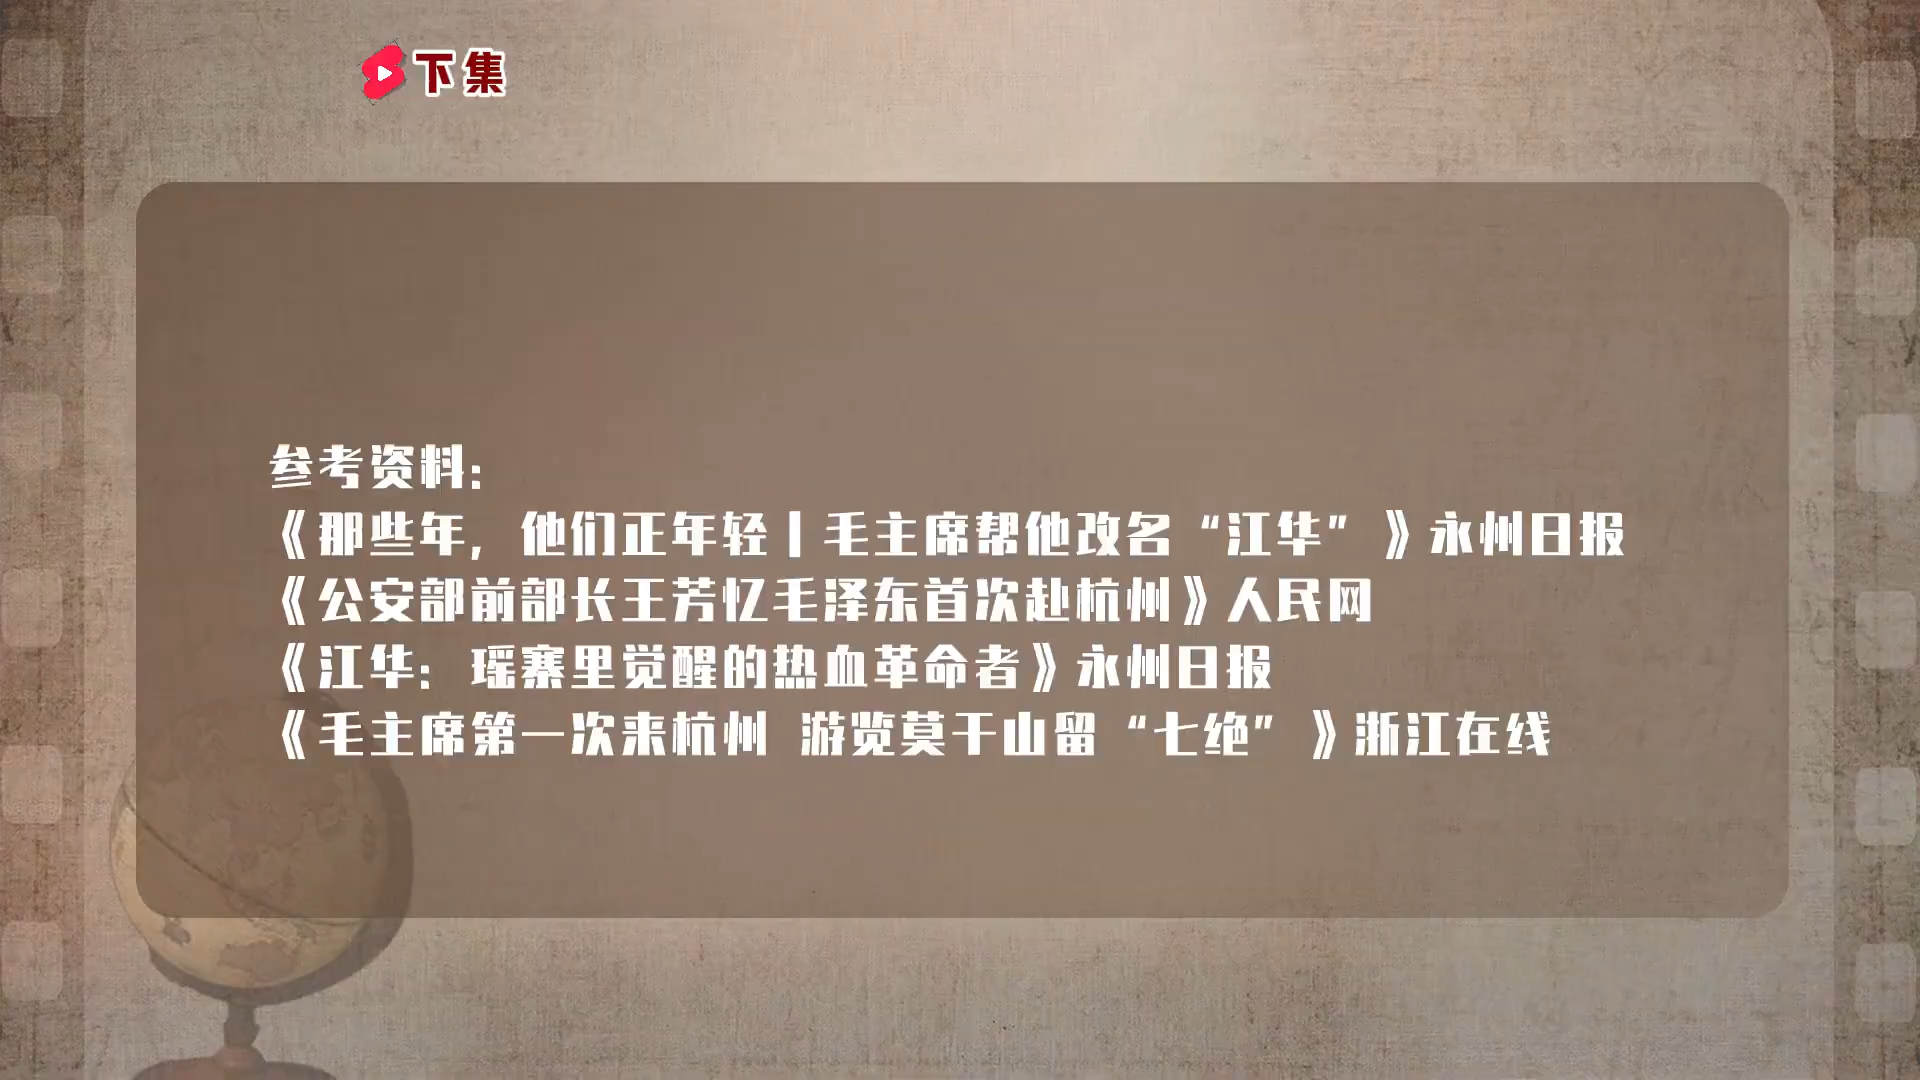 下集
参考资料:
《那些年，他们正年轻丨毛主席帮他改名“江华”》永州日报
《公安部前部长王芳忆毛泽东首次赴杭州》人民网
《江华: 瑶寨里觉醒的热血革命者》永州日报
《毛主席第一次来杭州 游览莫干山留“七绝”》浙江在线